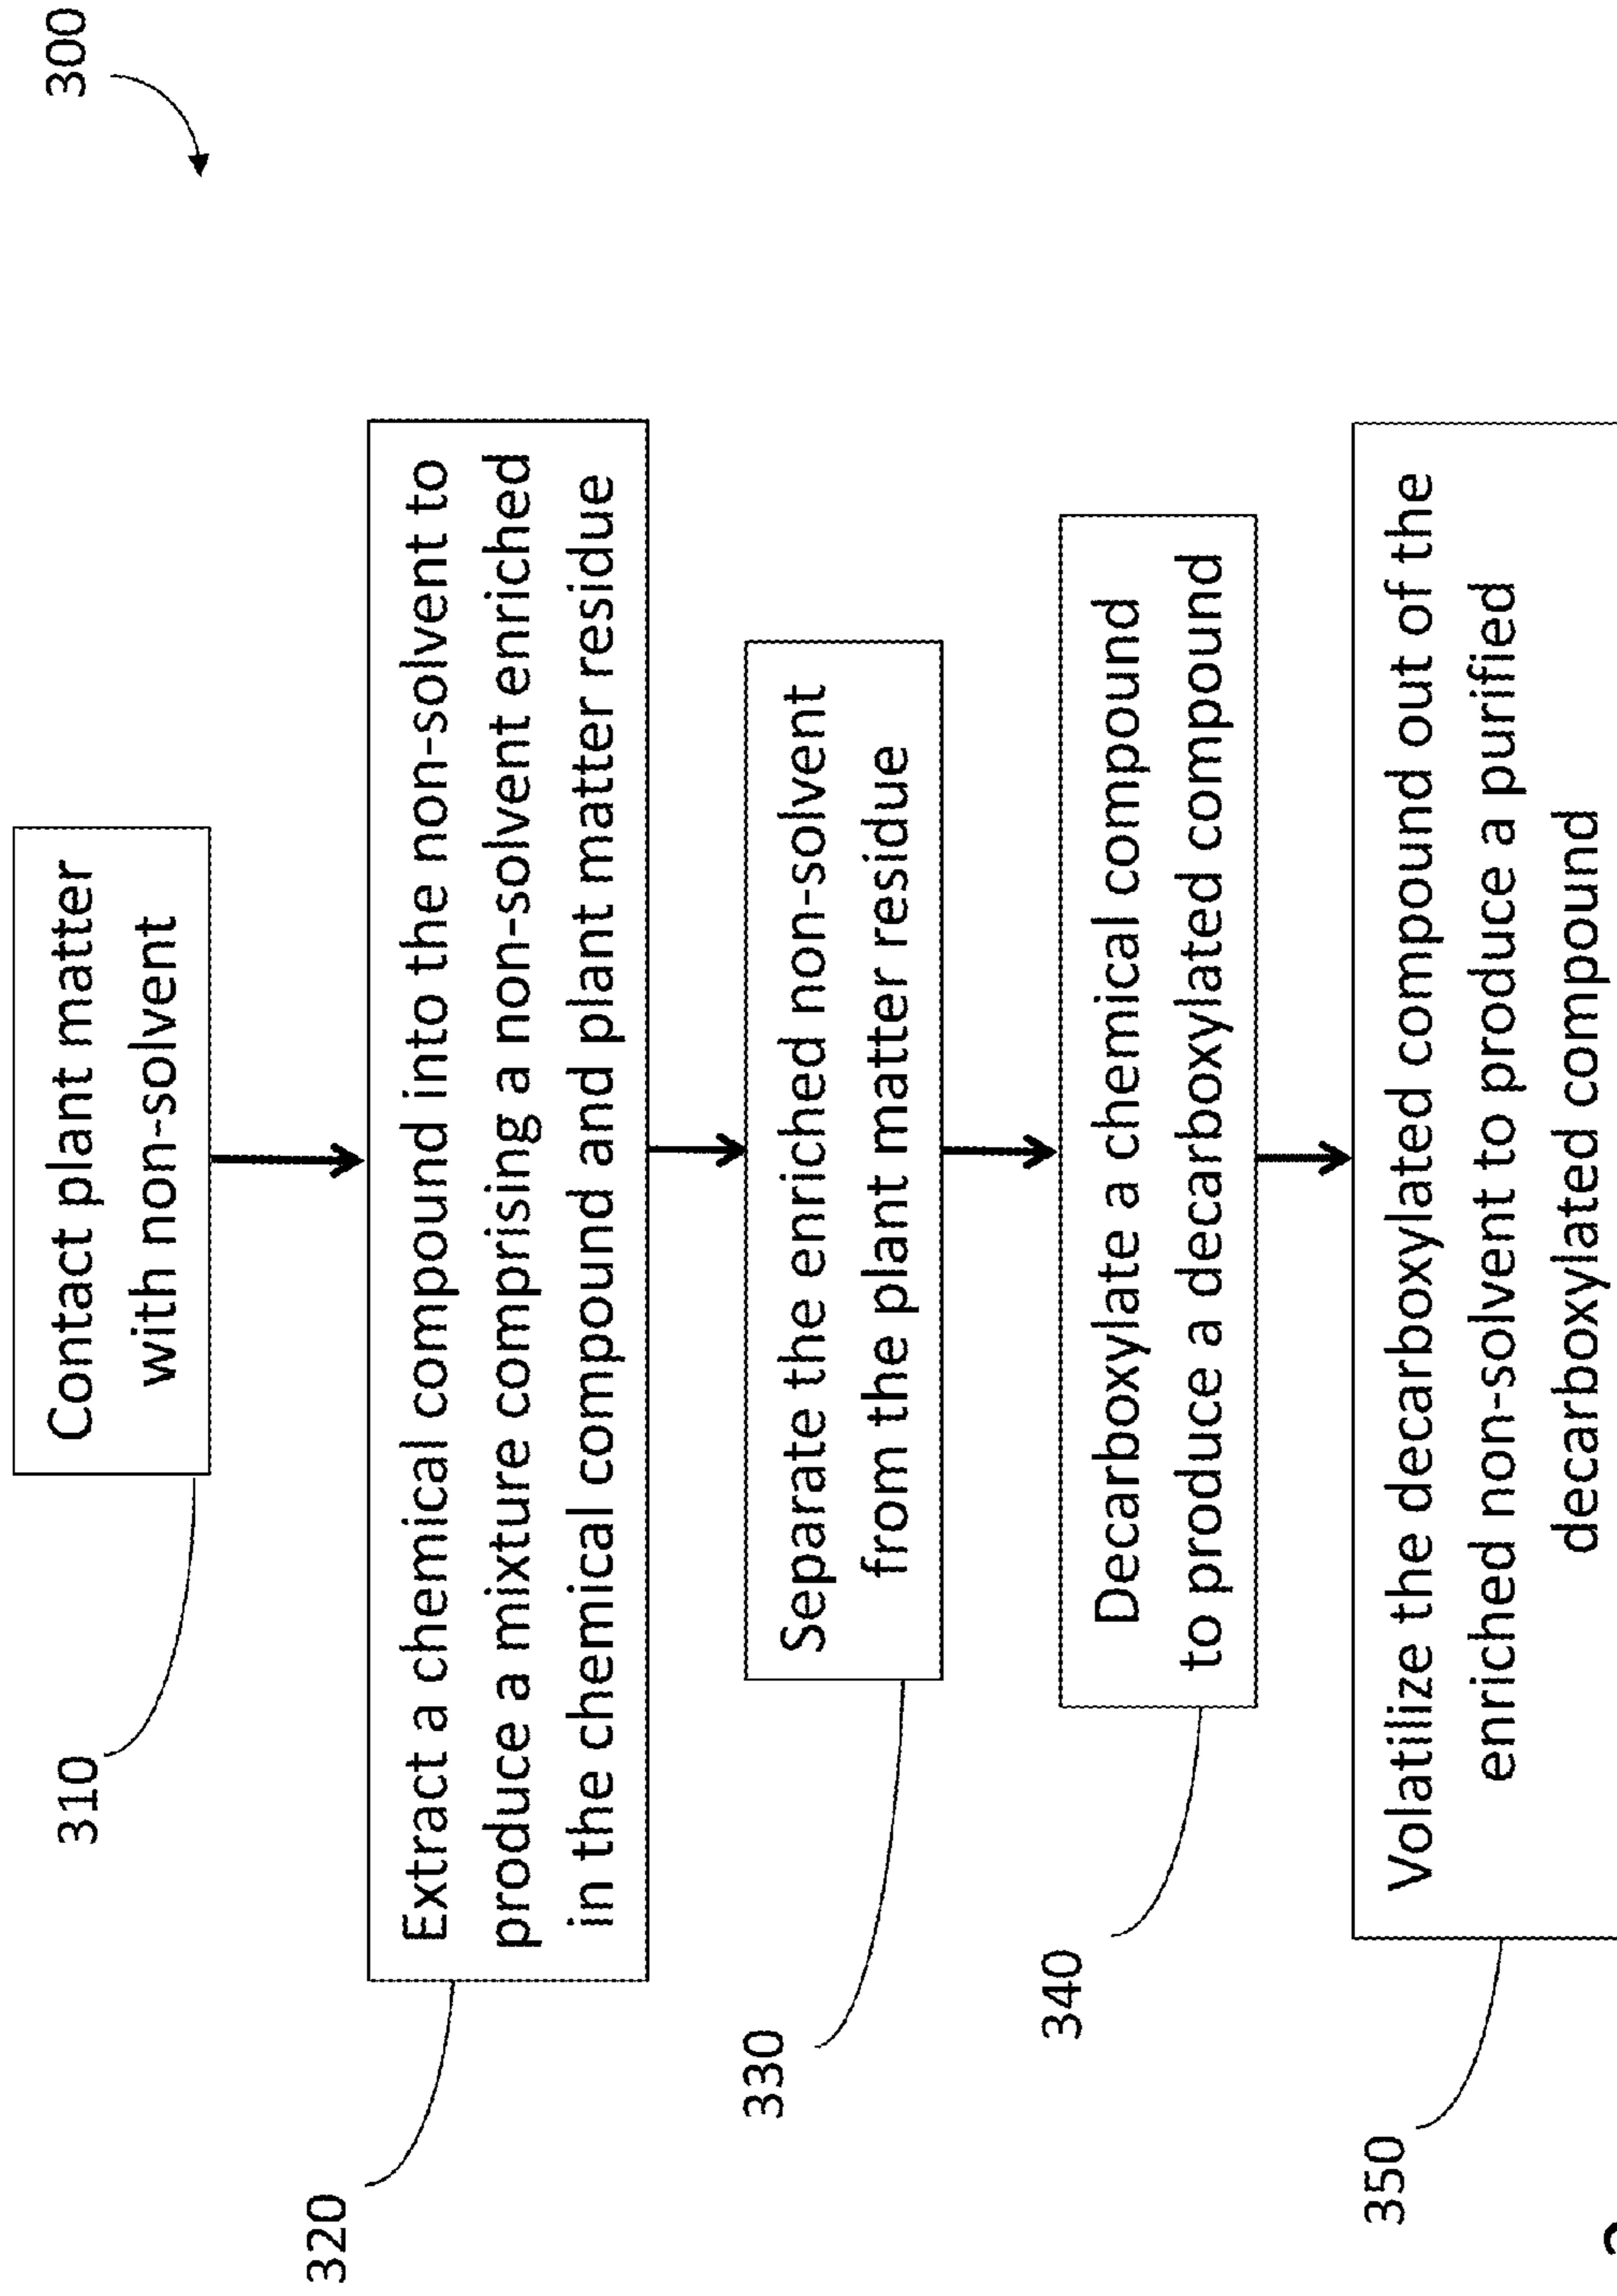 300
310
Contact plant matter
with non-solvent
320
Extract a chemical compound into the non-solvent to
produce a mixture comprising a non-solvent enriched
in the chemical compound and plant matter residue
330
Separate the enriched non-solvent
from the plant matter residue
340
Decarboxylate a chemical compound
to produce a decarboxylated compound
350
Volatilize the decarboxylated compound out of the
enriched non-solvent to produce a purified
decarboxylated compound